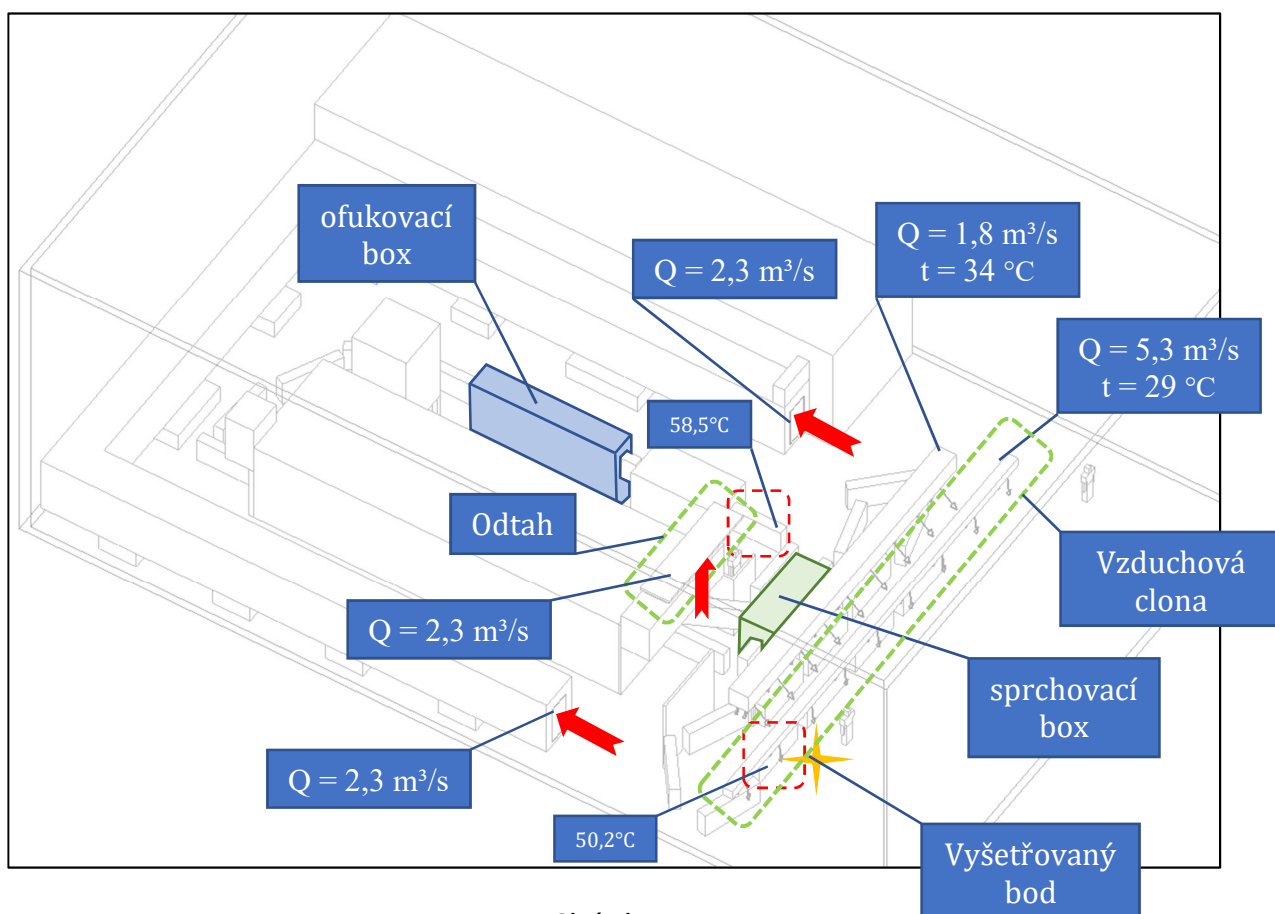 ofukovací
box
Q = 2,3 m³/s
Q = 1,8 m³/s
t = 34 °C
Q = 5,3 m³/s
t = 29 °C
58,5°C
Odtah
Vzduchová
clona
Q = 2,3 m³/s
sprchovací
box
Q = 2,3 m³/s
50,2°C
Vyšetřovaný
bod